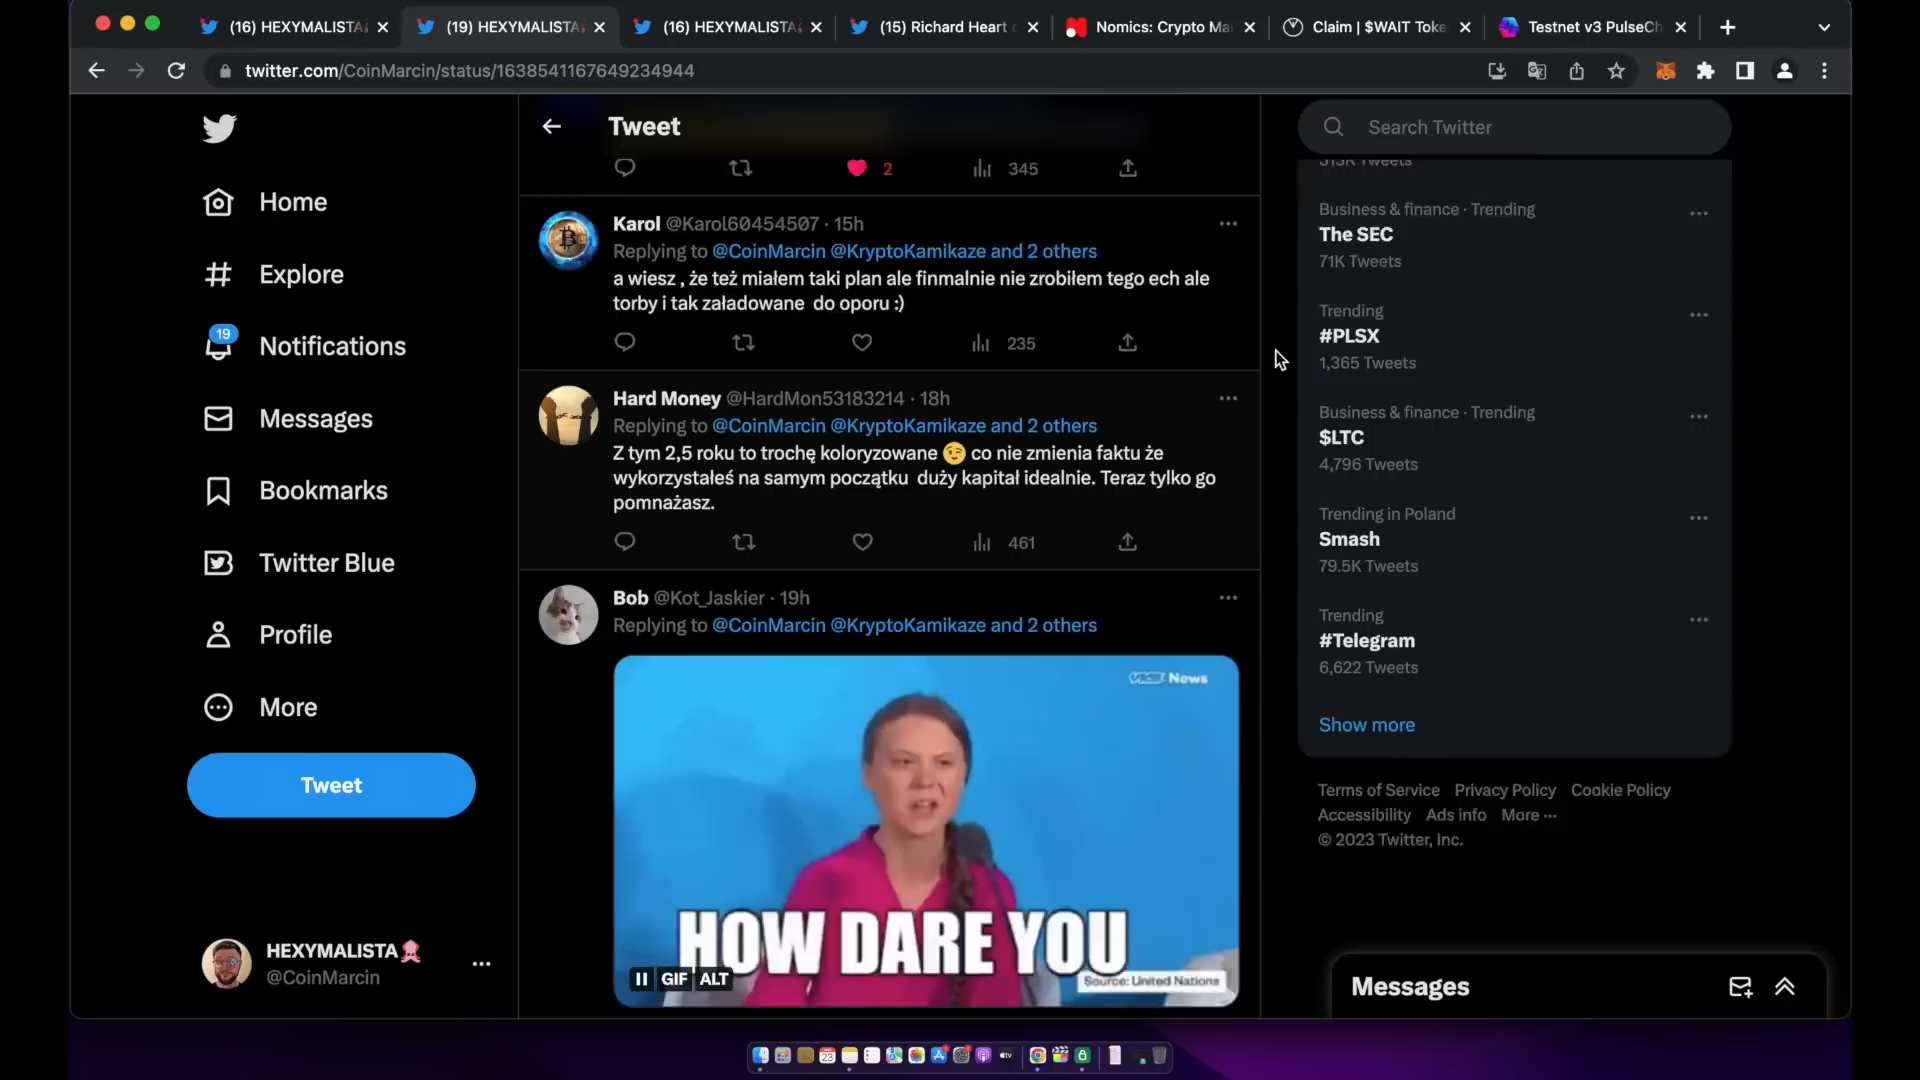 (16) HEXYMALISTA
(19) HEXYMALISTA
(16) HEXYMALISTA
(15) Richard Heart
Nomics: Crypto Ma
Claim | $WAIT Toke
Testnet v3 PulseCh
twitter.com/CoinMarcin/status/1638541167649234944
Home
Explore
19
Notifications
Messages
Bookmarks
Twitter Blue
Profile
More
Tweet
HEXYMALISTA
@CoinMarcin
Tweet
2
345
Karol @Karol60454507 · 15h
Replying to @CoinMarcin @KryptoKamikaze and 2 others
a wiesz , że też miałem taki plan ale finmalnie nie zrobiłem tego ech ale
torby i tak załadowane do oporu :)
235
Hard Money @HardMon53183214 · 18h
Replying to @CoinMarcin @KryptoKamikaze and 2 others
Z tym 2,5 roku to trochę koloryzowane 😉 co nie zmienia faktu że
wykorzystałeś na samym początku duży kapitał idealnie. Teraz tylko go
pomnażasz.
461
Bob @Kot_Jaskier · 19h
Replying to @CoinMarcin @KryptoKamikaze and 2 others
VICE News
HOW DARE YOU
GIF ALT
Source: United Nations
Search Twitter
313K Tweets
Business & finance · Trending
The SEC
71K Tweets
Trending
#PLSX
1,365 Tweets
Business & finance · Trending
$LTC
4,796 Tweets
Trending in Poland
Smash
79.5K Tweets
Trending
#Telegram
6,622 Tweets
Show more
Terms of Service Privacy Policy Cookie Policy
Accessibility Ads info More ···
© 2023 Twitter, Inc.
Messages
23
tv